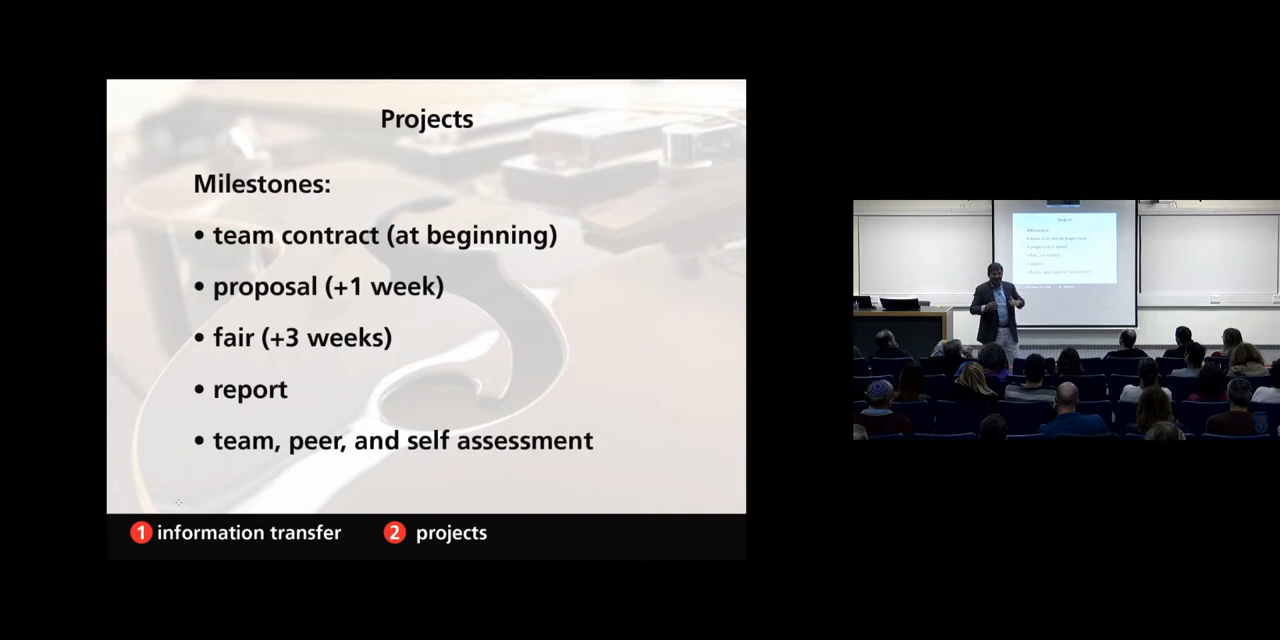 Projects
Milestones:
• team contract (at beginning)
• proposal (+1 week)
• fair (+3 weeks)
• report
• team, peer, and self assessment
1 information transfer 2 projects